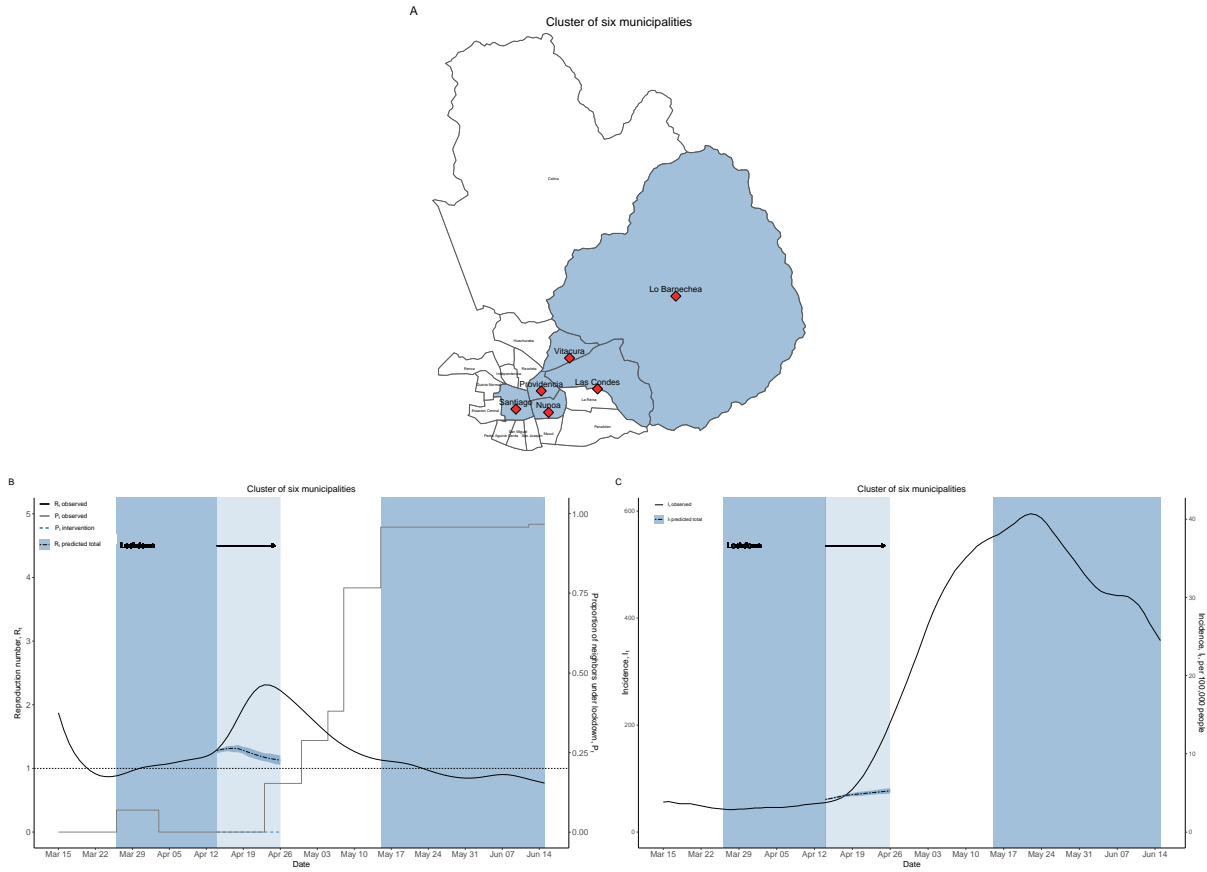 A
Cluster of six municipalities
Colina
Lo Barnechea
Huechuraba
Vitacura
Renca
Recoleta
Independencia
Quinta Normal
Providencia
Las Condes
La Reina
Santiago
Nunoa
Estacion Central
Penalolen
Macul
San Miguel
Pedro Aguirre Cerda
San Joaquin
B
Cluster of six municipalities
Rt observed
Pt observed
Pt intervention
Rt predicted total
Reproduction number, Rt
5
4
3
2
1
0
1.00
0.75
0.50
0.25
0.00
Proportion of neighbors under lockdown, Pt
Mar 15 Mar 22 Mar 29 Apr 05 Apr 12 Apr 19 Apr 26 May 03 May 10 May 17 May 24 May 31 Jun 07 Jun 14
Date
C
Cluster of six municipalities
It observed
It predicted total
Incidence, It
600
400
200
0
40
30
20
10
0
Incidence, It per 100,000 people
Mar 15 Mar 22 Mar 29 Apr 05 Apr 12 Apr 19 Apr 26 May 03 May 10 May 17 May 24 May 31 Jun 07 Jun 14
Date